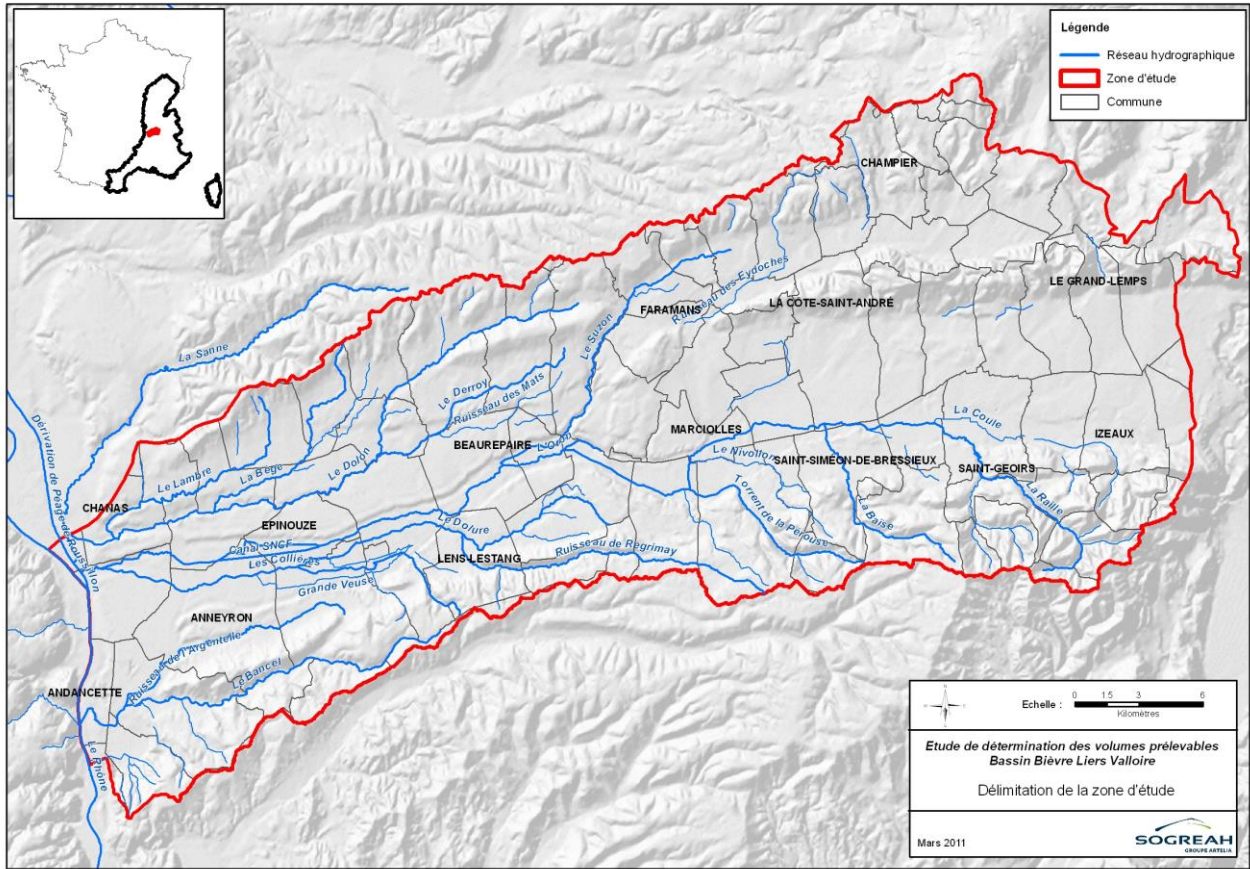 Légende
Réseau hydrographique
Zone d'étude
Commune
CHAMPIER
LE GRAND-LEMPS
Ruisseau des Eydoches
LA COTE-SAINT-ANDRÉ
FARAMANS
Le Suzon
La Sanne
Le Derroy
Ruisseau des Mats
Dérivation de Péage de Roussillon
BEAUREPAIRE
L'Oron
MARCIOLLES
La Coule
IZEAUX
Le Nivollon
SAINT-SIMÉON-DE-BRESSIEUX
SAINT-GEOIRS
La Raille
Le Lambre
La Bège
Le Dolon
CHANAS
Torrent de la Pérouse
La Baise
EPINOUZE
Le Dolure
Canal SNCF
Les Collières
LENS-LESTANG
Ruisseau de Régrimay
Grande Veuse
ANNEYRON
Ruisseau de l'Argentelle
Le Bancel
ANDANCETTE
Le Rhône
Echelle :
0 1.5 3 6
Kilomètres
Etude de détermination des volumes prélevables
Bassin Bièvre Liers Valloire
Délimitation de la zone d'étude
Mars 2011
SOGREAH
GROUPE ARTELIA